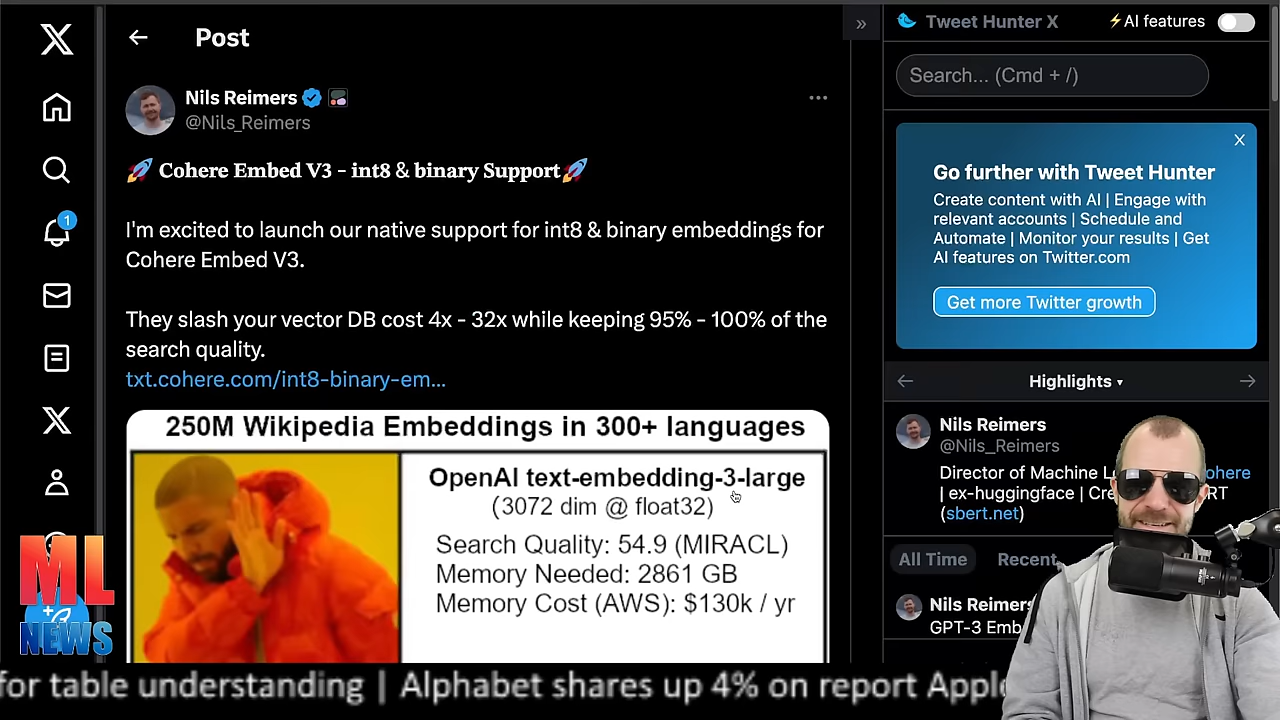 Post
Nils Reimers
@Nils_Reimers
🚀 Cohere Embed V3 - int8 & binary Support🚀
I'm excited to launch our native support for int8 & binary embeddings for
Cohere Embed V3.
They slash your vector DB cost 4x - 32x while keeping 95% - 100% of the
search quality.
txt.cohere.com/int8-binary-em...
250M Wikipedia Embeddings in 300+ languages
OpenAI text-embedding-3-large
(3072 dim @ float32)
Search Quality: 54.9 (MIRACL)
Memory Needed: 2861 GB
Memory Cost (AWS): $130k / yr
1
»
Tweet Hunter X
⚡AI features
Search... (Cmd + /)
X
Go further with Tweet Hunter
Create content with AI | Engage with
relevant accounts | Schedule and
Automate | Monitor your results | Get
AI features on Twitter.com
Get more Twitter growth
← Highlights ▾ →
Nils Reimers
@Nils_Reimers
Director of Machine
| ex-huggingface |
(sbert.net)
All Time Recent
Nils
GPT-3
ML
NEWS
for table understanding | Alphabet shares up 4% on report